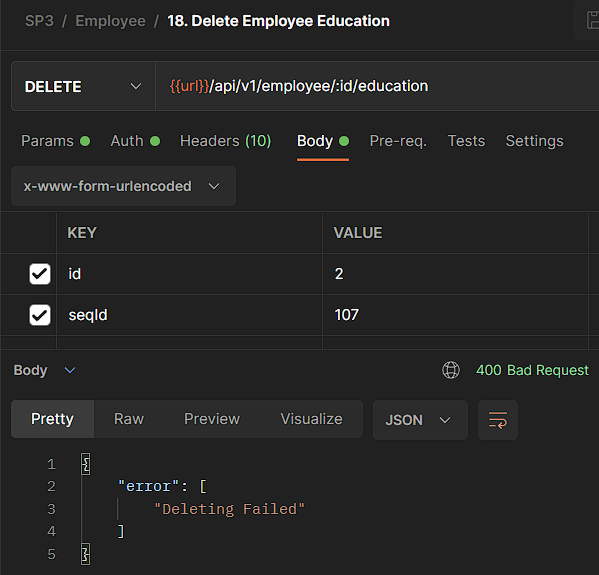 SP3 / Employee / 18. Delete Employee Education
DELETE {{url}}/api/v1/employee/:id/education
Params Auth Headers (10) Body Pre-req. Tests Settings
x-www-form-urlencoded
KEY VALUE
id 2
seqId 107
Body 400 Bad Request
Pretty Raw Preview Visualize JSON
1 {
2 "error": [
3 "Deleting Failed"
4 ]
5 }